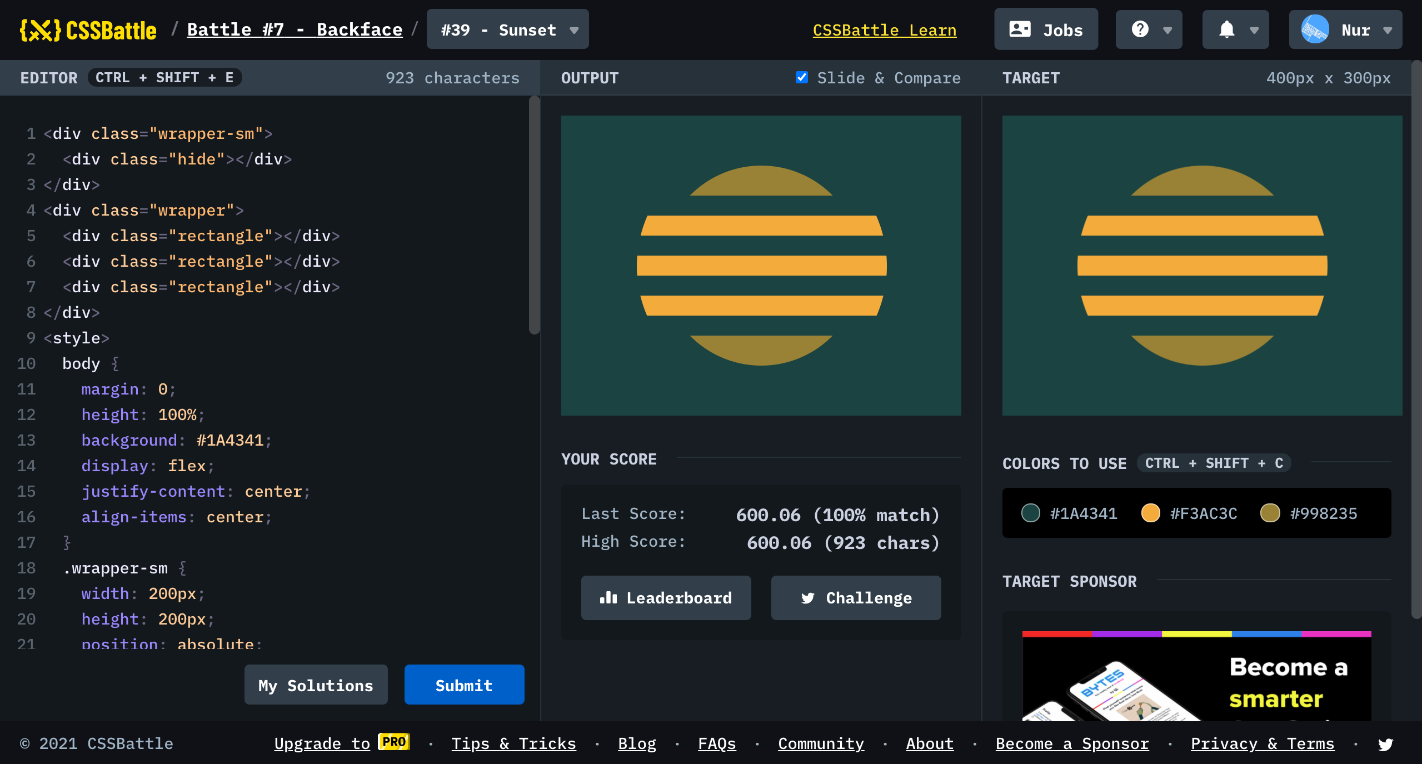 {X} CSSBattle / Battle #7 - Backface / #39 - Sunset CSSBattle Learn Jobs Nur
EDITOR CTRL + SHIFT + E 923 characters
1 <div class="wrapper-sm">
2 <div class="hide"></div>
3 </div>
4 <div class="wrapper">
5 <div class="rectangle"></div>
6 <div class="rectangle"></div>
7 <div class="rectangle"></div>
8 </div>
9 <style>
10 body {
11 margin: 0;
12 height: 100%;
13 background: #1A4341;
14 display: flex;
15 justify-content: center;
16 align-items: center;
17 }
18 .wrapper-sm {
19 width: 200px;
20 height: 200px;
21 position: absolute;
My Solutions Submit
OUTPUT Slide & Compare
YOUR SCORE
Last Score: 600.06 (100% match)
High Score: 600.06 (923 chars)
Leaderboard Challenge
TARGET 400px x 300px
COLORS TO USE CTRL + SHIFT + C
#1A4341 #F3AC3C #998235
TARGET SPONSOR
BYTES
Become a
smarter
© 2021 CSSBattle Upgrade to PRO · Tips & Tricks · Blog · FAQs · Community · About · Become a Sponsor · Privacy & Terms ·